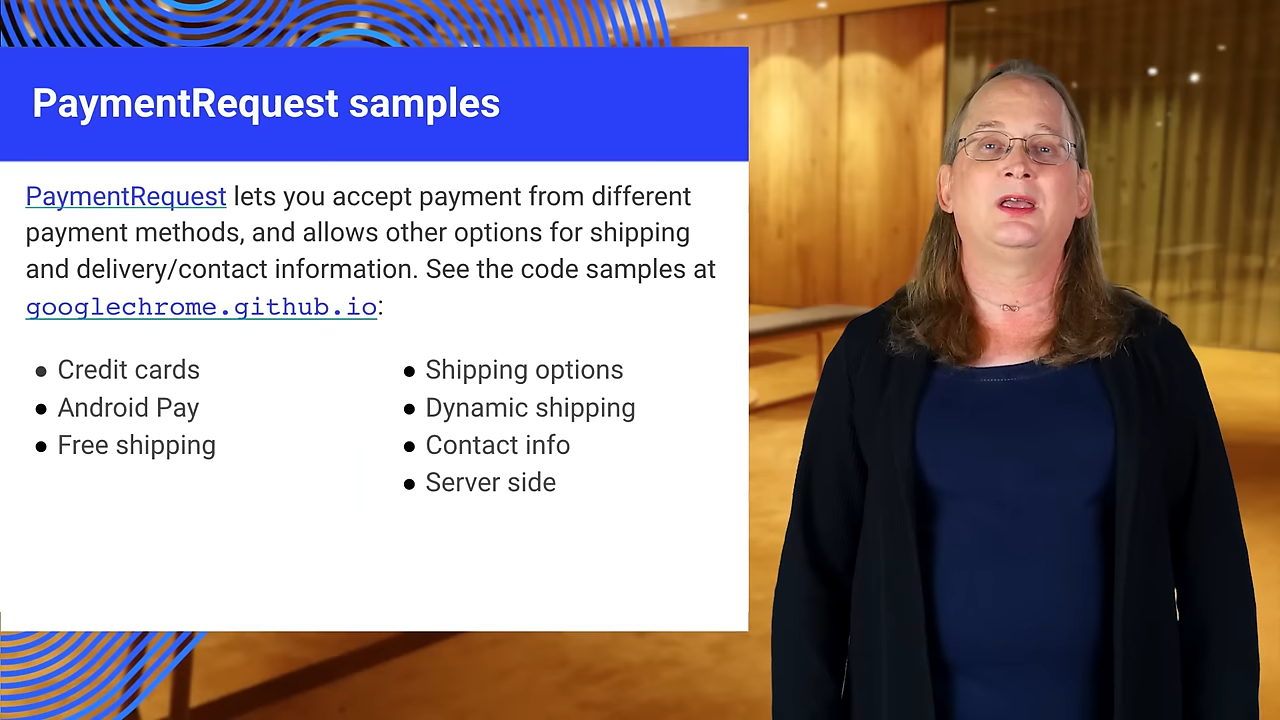 PaymentRequest samples
PaymentRequest lets you accept payment from different
payment methods, and allows other options for shipping
and delivery/contact information. See the code samples at
googlechrome.github.io:
● Credit cards
● Android Pay
● Free shipping
● Shipping options
● Dynamic shipping
● Contact info
● Server side